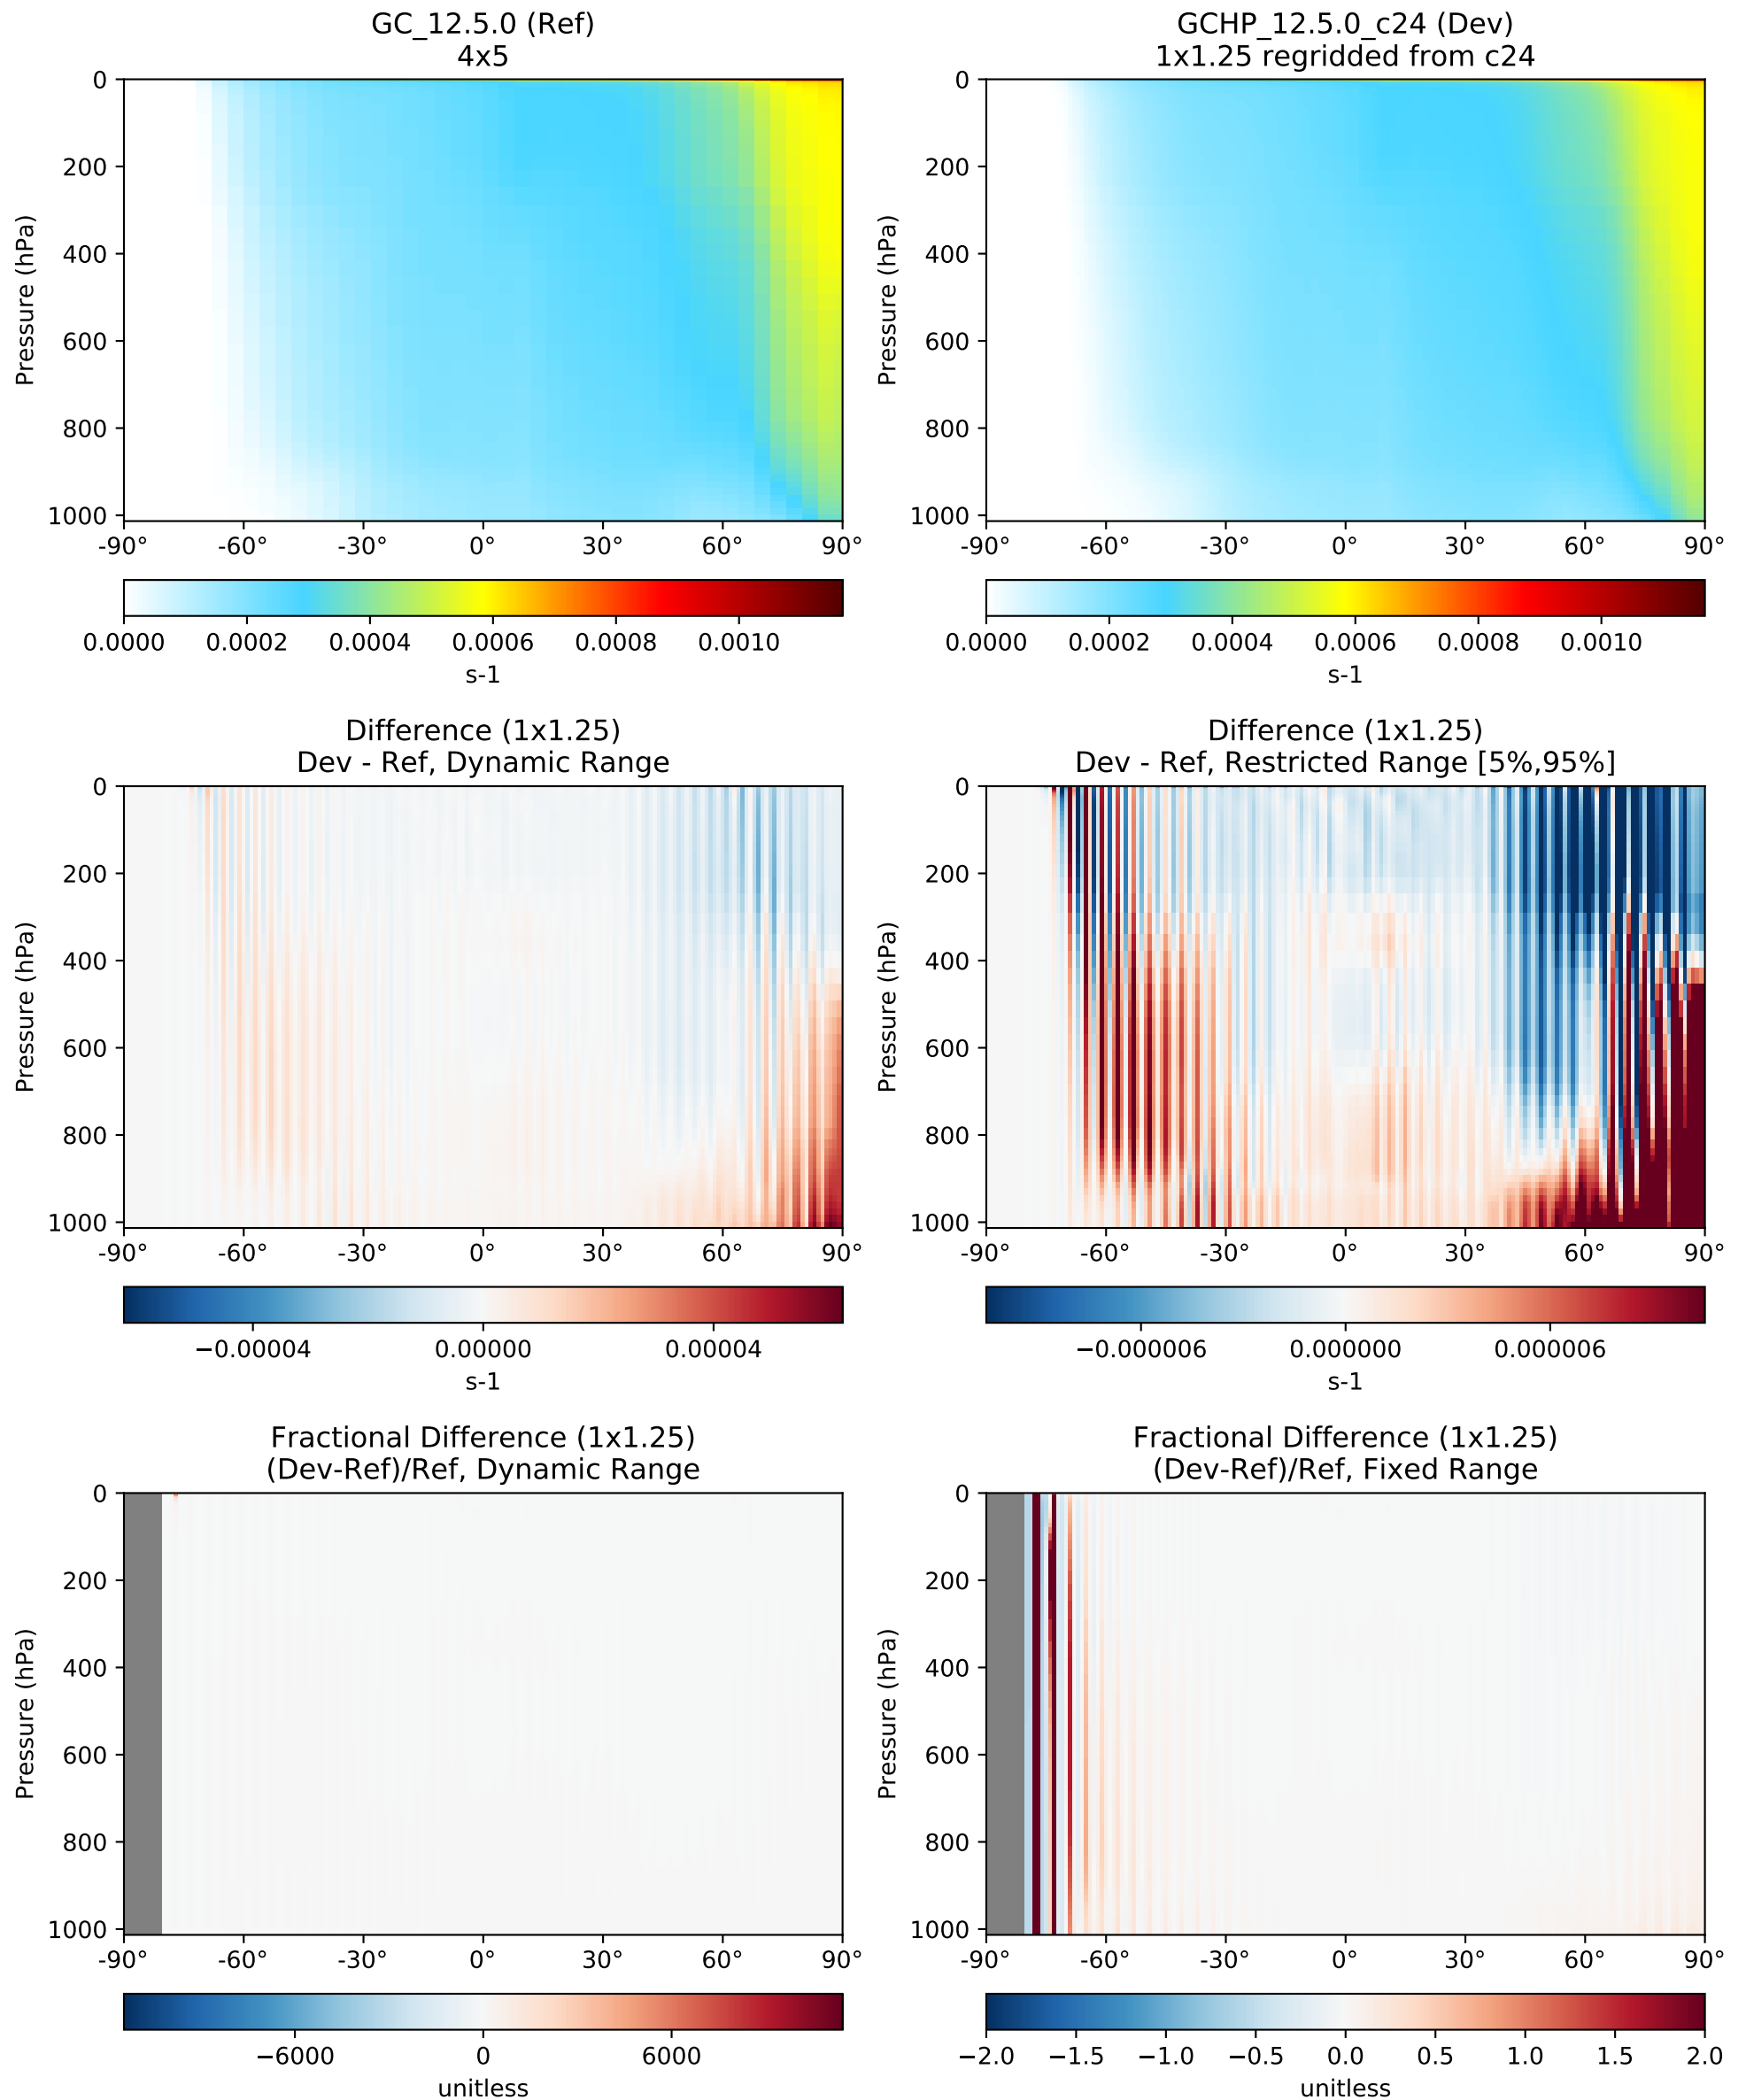 GC_12.5.0 (Ref)
4x5
GCHP_12.5.0_c24 (Dev)
1x1.25 regridded from c24
Pressure (hPa)
0
200
400
600
800
1000
-90° -60° -30° 0° 30° 60° 90°
0.0000 0.0002 0.0004 0.0006 0.0008 0.0010
s-1
Pressure (hPa)
0
200
400
600
800
1000
-90° -60° -30° 0° 30° 60° 90°
0.0000 0.0002 0.0004 0.0006 0.0008 0.0010
s-1
Difference (1x1.25)
Dev - Ref, Dynamic Range
Difference (1x1.25)
Dev - Ref, Restricted Range [5%,95%]
Pressure (hPa)
0
200
400
600
800
1000
-90° -60° -30° 0° 30° 60° 90°
−0.00004 0.00000 0.00004
s-1
Pressure (hPa)
0
200
400
600
800
1000
-90° -60° -30° 0° 30° 60° 90°
−0.000006 0.000000 0.000006
s-1
Fractional Difference (1x1.25)
(Dev-Ref)/Ref, Dynamic Range
Fractional Difference (1x1.25)
(Dev-Ref)/Ref, Fixed Range
Pressure (hPa)
0
200
400
600
800
1000
-90° -60° -30° 0° 30° 60° 90°
−6000 0 6000
unitless
Pressure (hPa)
0
200
400
600
800
1000
-90° -60° -30° 0° 30° 60° 90°
−2.0 −1.5 −1.0 −0.5 0.0 0.5 1.0 1.5 2.0
unitless